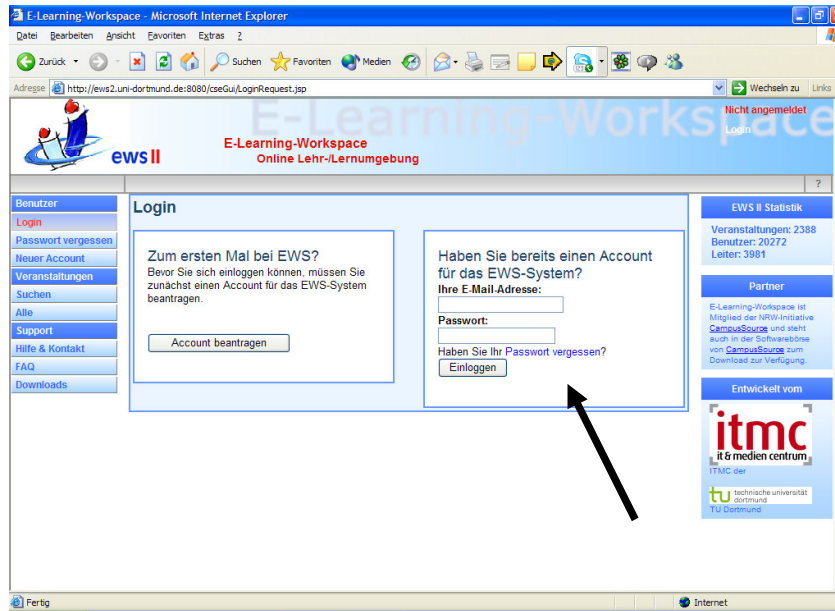 E-Learning-Workspace - Microsoft Internet Explorer
Datei Bearbeiten Ansicht Favoriten Extras ?
Zurück Suchen Favoriten Medien
Adresse http://ews2.uni-dortmund.de:8080/cseGui/LoginRequest.jsp Wechseln zu Links
E-Learning-Workspace
Nicht angemeldet
Login
ews II
E-Learning-Workspace
Online Lehr-/Lernumgebung
?
Benutzer
Login
Passwort vergessen
Neuer Account
Veranstaltungen
Suchen
Alle
Support
Hilfe & Kontakt
FAQ
Downloads
Login
Zum ersten Mal bei EWS?
Bevor Sie sich einloggen können, müssen Sie
zunächst einen Account für das EWS-System
beantragen.
Account beantragen
Haben Sie bereits einen Account
für das EWS-System?
Ihre E-Mail-Adresse:
Passwort:
Haben Sie Ihr Passwort vergessen?
Einloggen
EWS II Statistik
Veranstaltungen: 2388
Benutzer: 20272
Leiter: 3981
Partner
E-Learning-Workspace ist
Mitglied der NRW-Initiative
CampusSource und steht
auch in der Softwarebörse
von CampusSource zum
Download zur Verfügung.
Entwickelt vom
itmc
it & medien centrum
ITMC der
tu technische universität
dortmund
TU Dortmund
Fertig
Internet